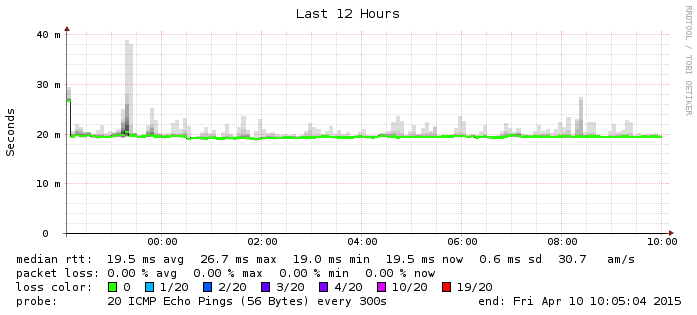 Last 12 Hours
RRDTOOL / TOBI OETIKER
40 m
30 m
20 m
10 m
0
Seconds
00:00 02:00 04:00 06:00 08:00 10:00
median rtt: 19.5 ms avg 26.7 ms max 19.0 ms min 19.5 ms now 0.6 ms sd 30.7 am/s
packet loss: 0.00 % avg 0.00 % max 0.00 % min 0.00 % now
loss color: 0 1/20 2/20 3/20 4/20 10/20 19/20
probe: 20 ICMP Echo Pings (56 Bytes) every 300s end: Fri Apr 10 10:05:04 2015